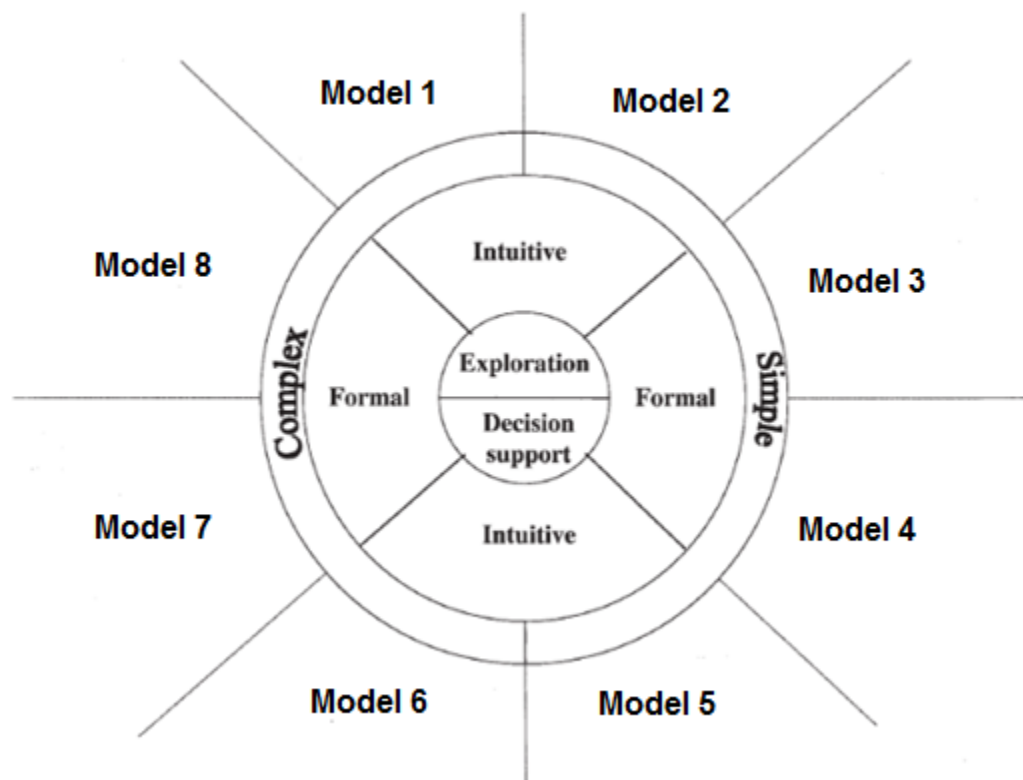 Model 1
Model 2
Intuitive
Model 8
Model 3
Exploration
Complex
Formal
Formal
Simple
Decision
support
Model 7
Model 4
Intuitive
Model 6
Model 5